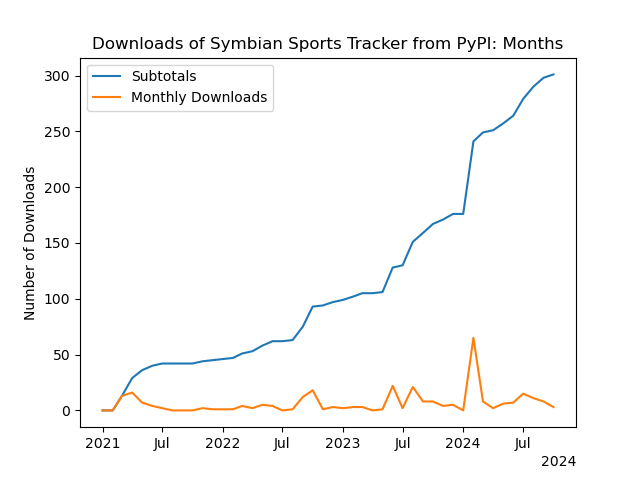 Downloads of Symbian Sports Tracker from PyPI: Months
Subtotals
Monthly Downloads
Number of Downloads
300
250
200
150
100
50
0
2021
Jul
2022
Jul
2023
Jul
2024
Jul
2024